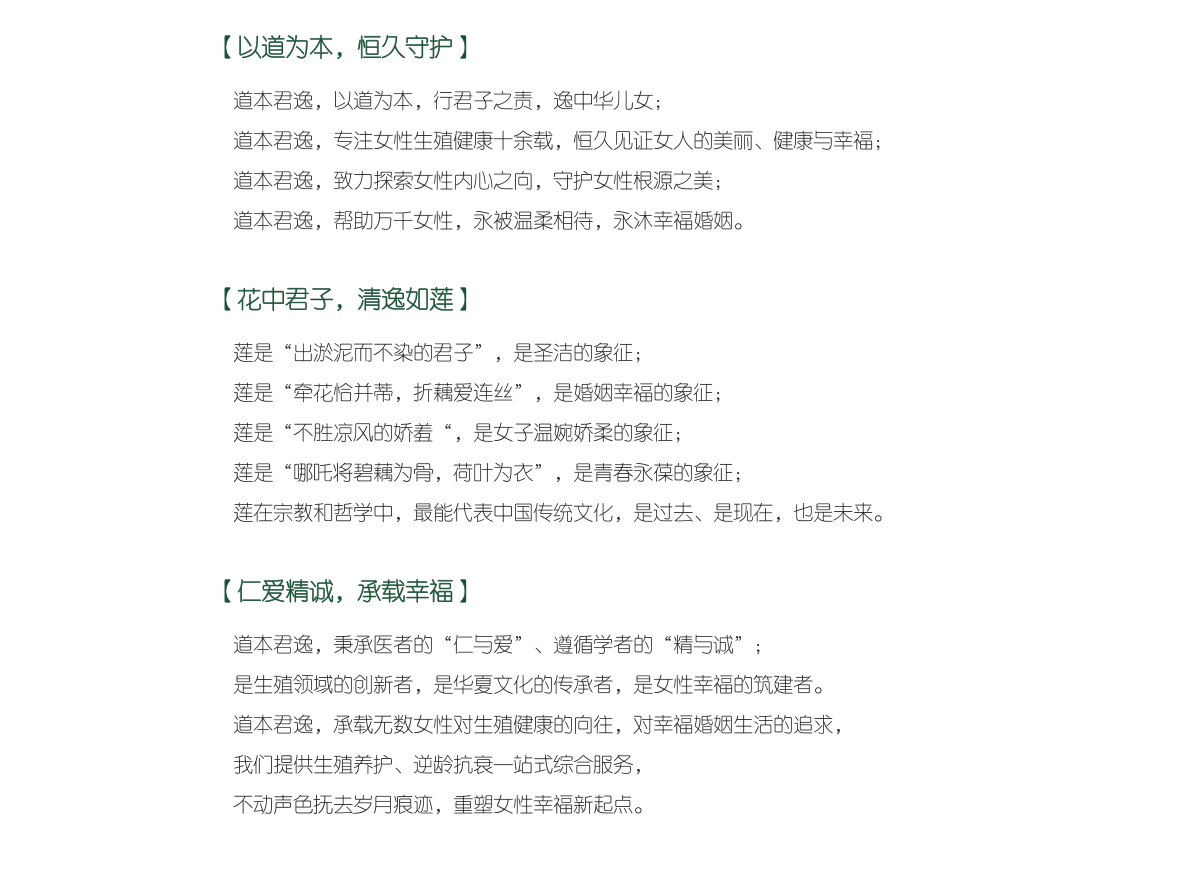 【以道为本，恒久守护】
道本君逸，以道为本，行君子之责，逸中华儿女；
道本君逸，专注女性生殖健康十余载，恒久见证女人的美丽、健康与幸福；
道本君逸，致力探索女性内心之向，守护女性根源之美；
道本君逸，帮助万千女性，永被温柔相待，永沐幸福婚姻。
【花中君子，清逸如莲】
莲是“出淤泥而不染的君子”，是圣洁的象征；
莲是“牵花恰并蒂，折藕爱连丝”，是婚姻幸福的象征；
莲是“不胜凉风的娇羞“，是女子温婉娇柔的象征；
莲是“哪吒将碧藕为骨，荷叶为衣”，是青春永葆的象征；
莲在宗教和哲学中，最能代表中国传统文化，是过去、是现在，也是未来。
【仁爱精诚，承载幸福】
道本君逸，秉承医者的“仁与爱”、遵循学者的“精与诚”；
是生殖领域的创新者，是华夏文化的传承者，是女性幸福的筑建者。
道本君逸，承载无数女性对生殖健康的向往，对幸福婚姻生活的追求，
我们提供生殖养护、逆龄抗衰一站式综合服务，
不动声色抚去岁月痕迹，重塑女性幸福新起点。